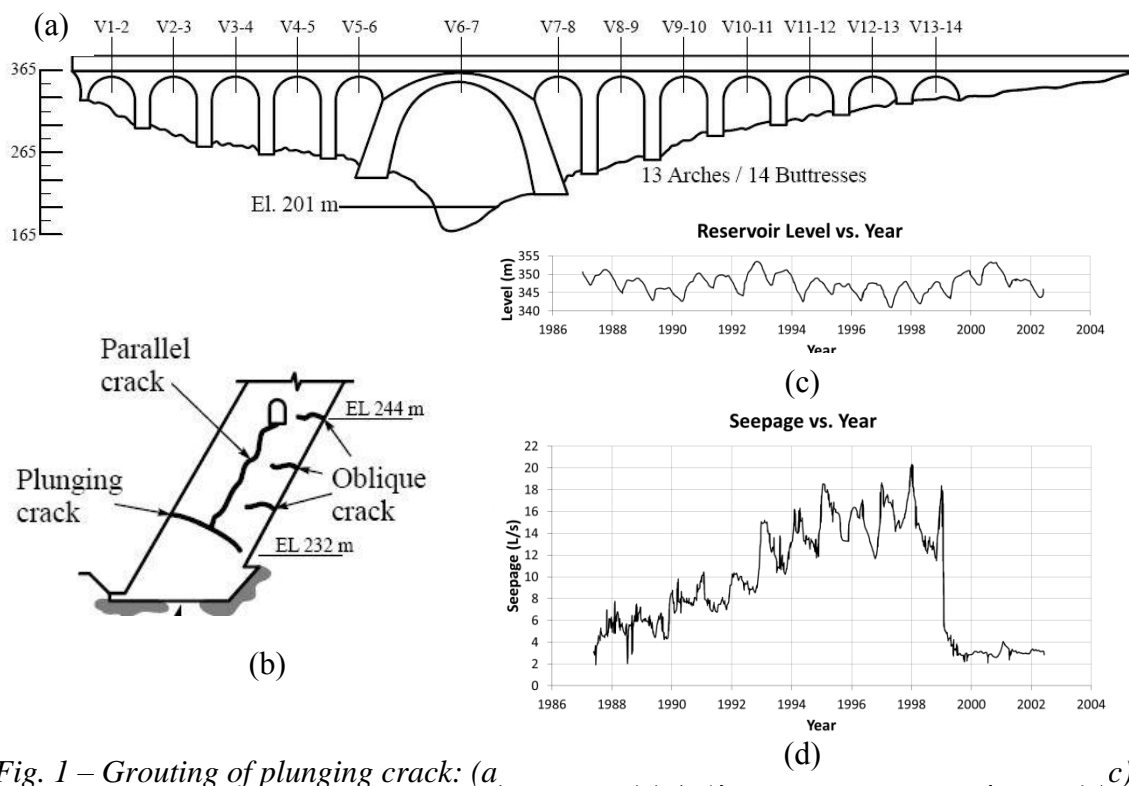 (a)
V1-2 V2-3 V3-4 V4-5 V5-6 V6-7 V7-8 V8-9 V9-10 V10-11 V11-12 V12-13 V13-14
365
265
165
El. 201 m
13 Arches / 14 Buttresses
Reservoir Level vs. Year
Level (m)
355
350
345
340
1986 1988 1990 1992 1994 1996 1998 2000 2002 2004
Year
(c)
Parallel
crack
EL 244 m
Plunging
crack
Oblique
crack
EL 232 m
(b)
Seepage vs. Year
Seepage (L/s)
22
20
18
16
14
12
10
8
6
4
2
0
1986 1988 1990 1992 1994 1996 1998 2000 2002 2004
Year
(d)
Fig. 1 – Grouting of plunging crack: (a c)